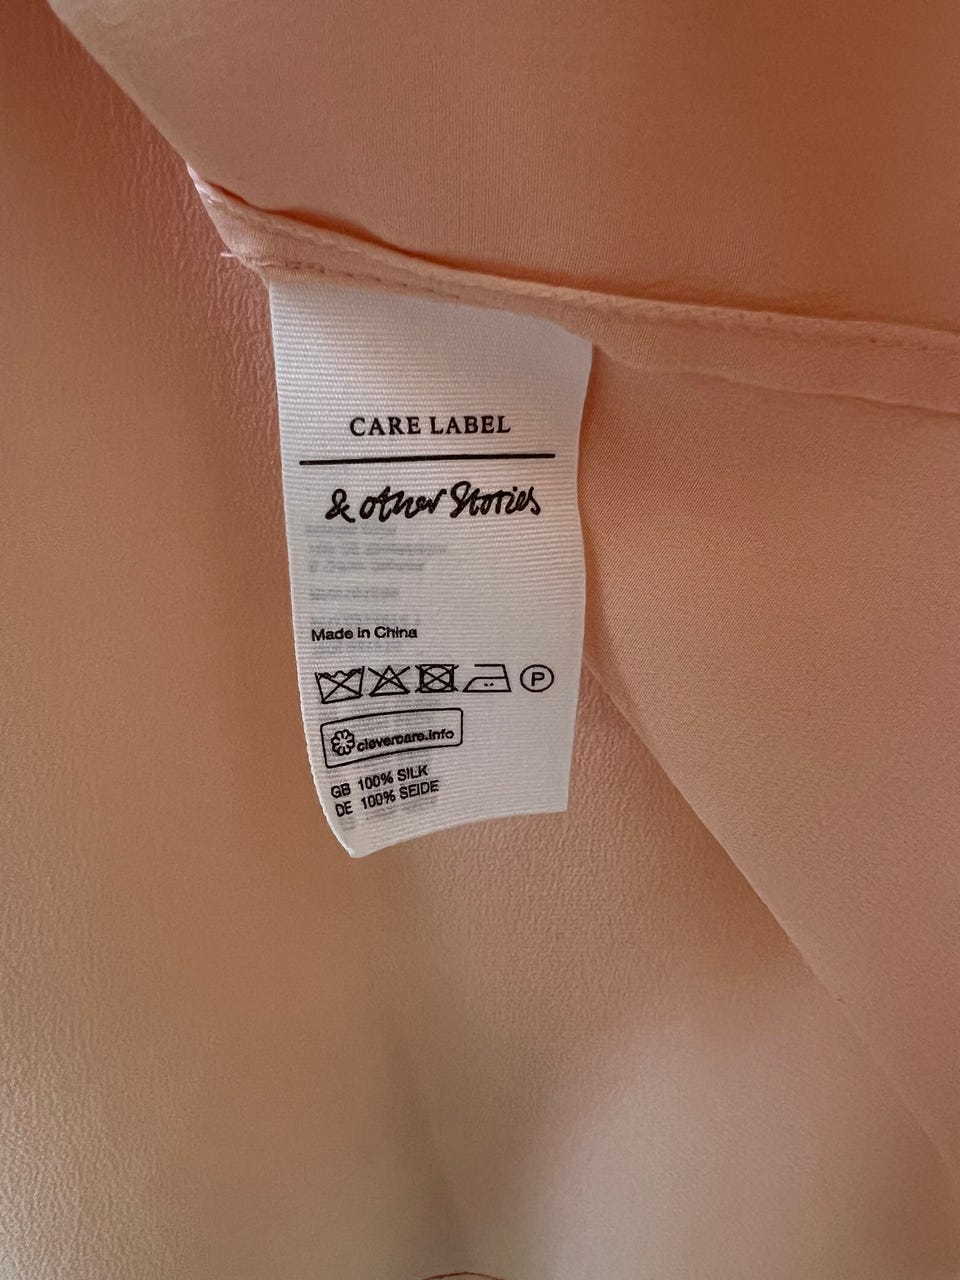 CARE LABEL
& other Stories
Made in China
P
clevercare.info
GB 100% SILK
DE 100% SEIDE